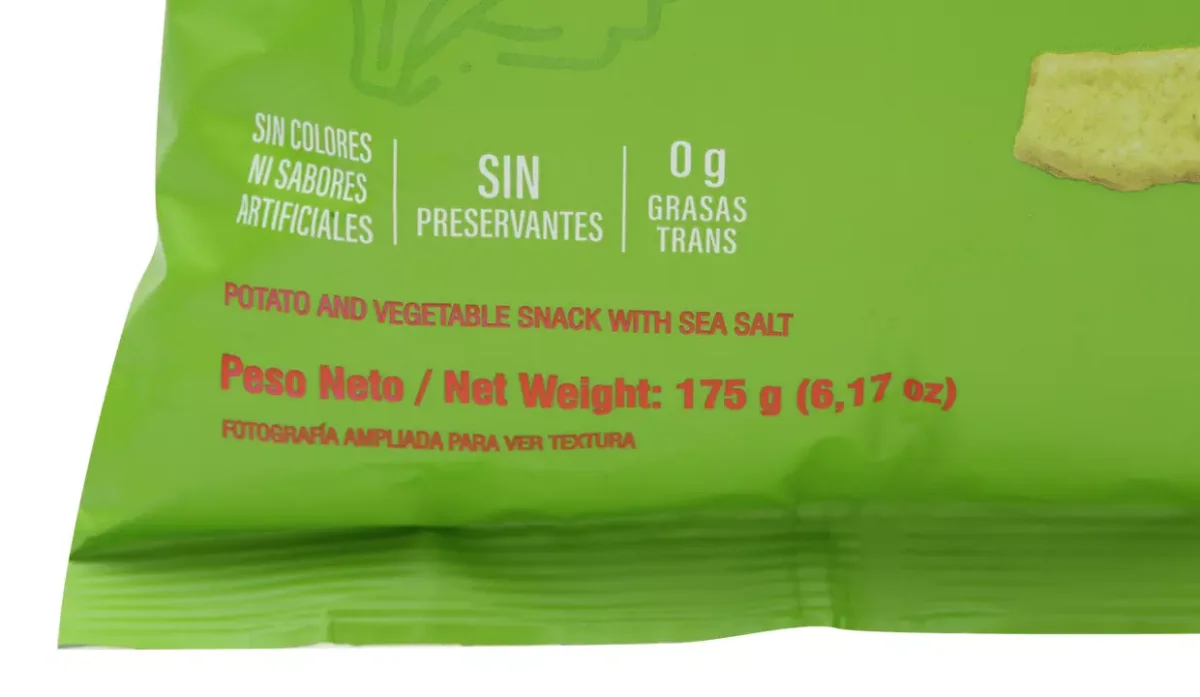 SIN COLORES
NI SABORES
ARTIFICIALES
SIN
PRESERVANTES
0 g
GRASAS
TRANS
POTATO AND VEGETABLE SNACK WITH SEA SALT
Peso Neto / Net Weight: 175 g (6,17 oz)
FOTOGRAFÍA AMPLIADA PARA VER TEXTURA